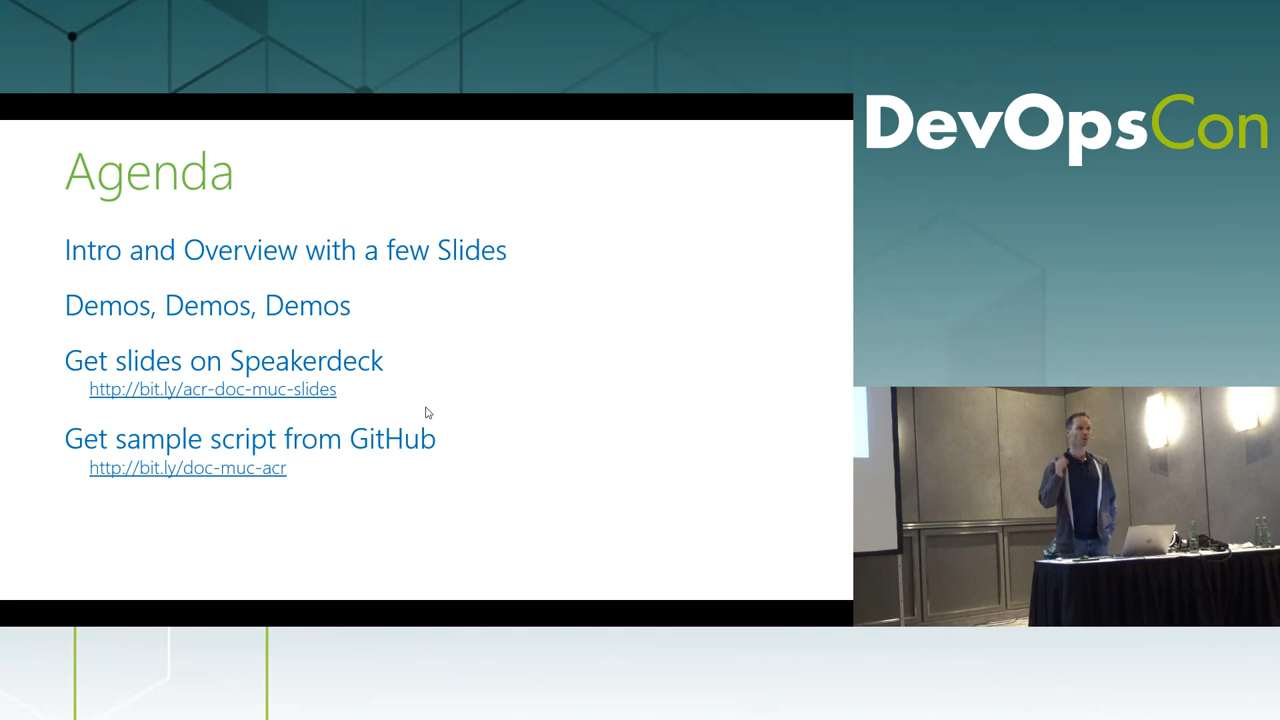 DevOpsCon
Agenda
Intro and Overview with a few Slides
Demos, Demos, Demos
Get slides on Speakerdeck
http://bit.ly/acr-doc-muc-slides
Get sample script from GitHub
http://bit.ly/doc-muc-acr